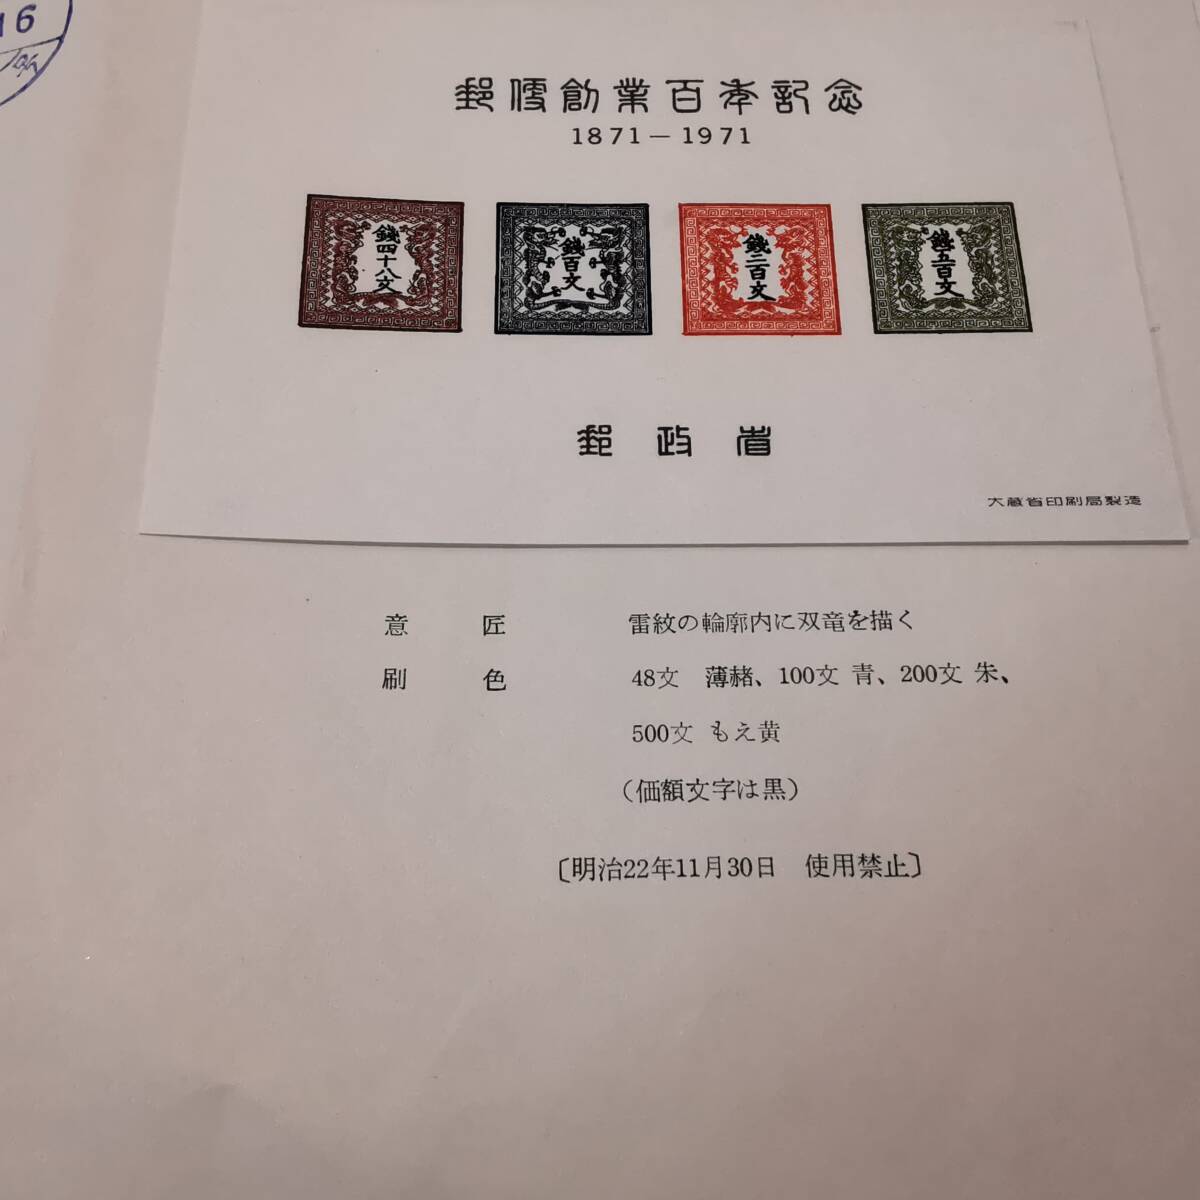 16
郵便創業百年記念
1871－1971
錢四十八文
錢百文
錢二百文
錢五百文
郵政省
大蔵省印刷局製造
意匠 雷紋の輪廓内に双竜を描く
刷色 48文 薄赭、100文 青、200文 朱、
500文 もえ黄
（価額文字は黒）
〔明治22年11月30日 使用禁止〕